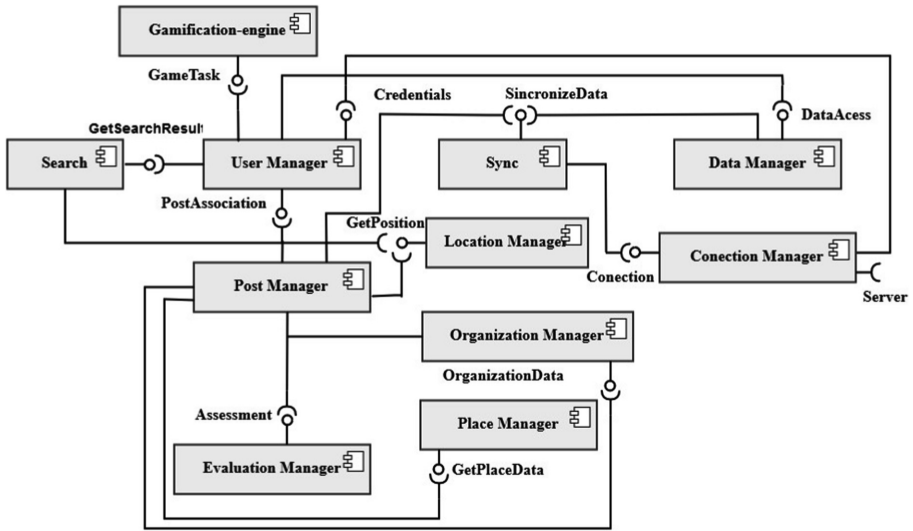 Gamification-engine
GameTask
Credentials
SincronizeData
DataAcess
GetSearchResult
Search
User Manager
Sync
Data Manager
PostAssociation
GetPosition
Location Manager
Conection Manager
Conection
Server
Post Manager
Organization Manager
OrganizationData
Assessment
Place Manager
GetPlaceData
Evaluation Manager